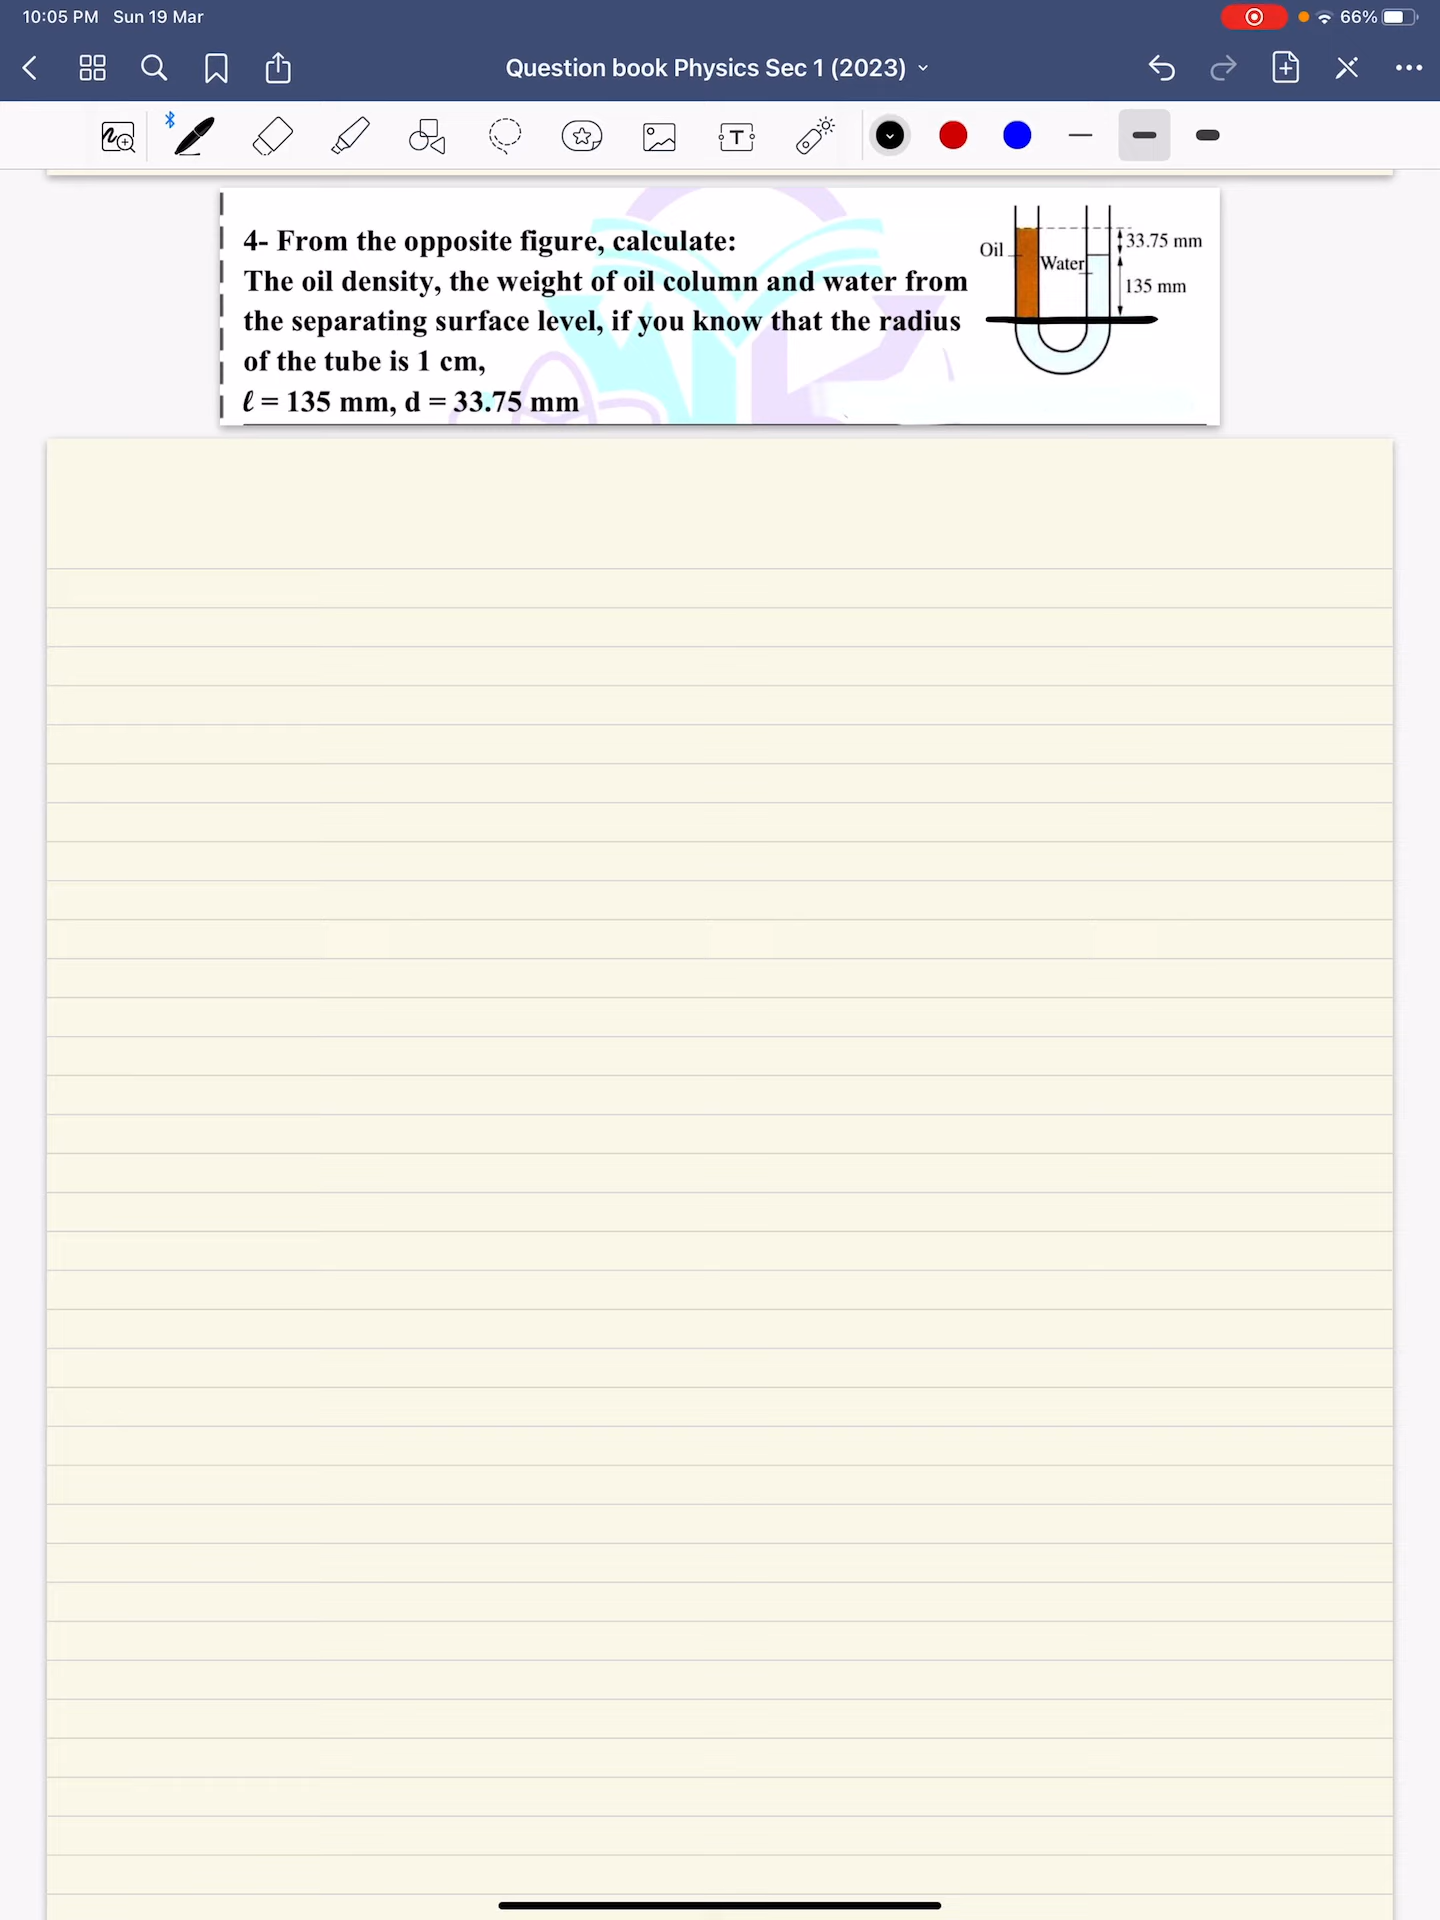 10:05 PM Sun 19 Mar
66%
Question book Physics Sec 1 (2023)
T
4- From the opposite figure, calculate:
The oil density, the weight of oil column and water from
the separating surface level, if you know that the radius
of the tube is 1 cm,
ℓ = 135 mm, d = 33.75 mm
Oil
Water
33.75 mm
135 mm